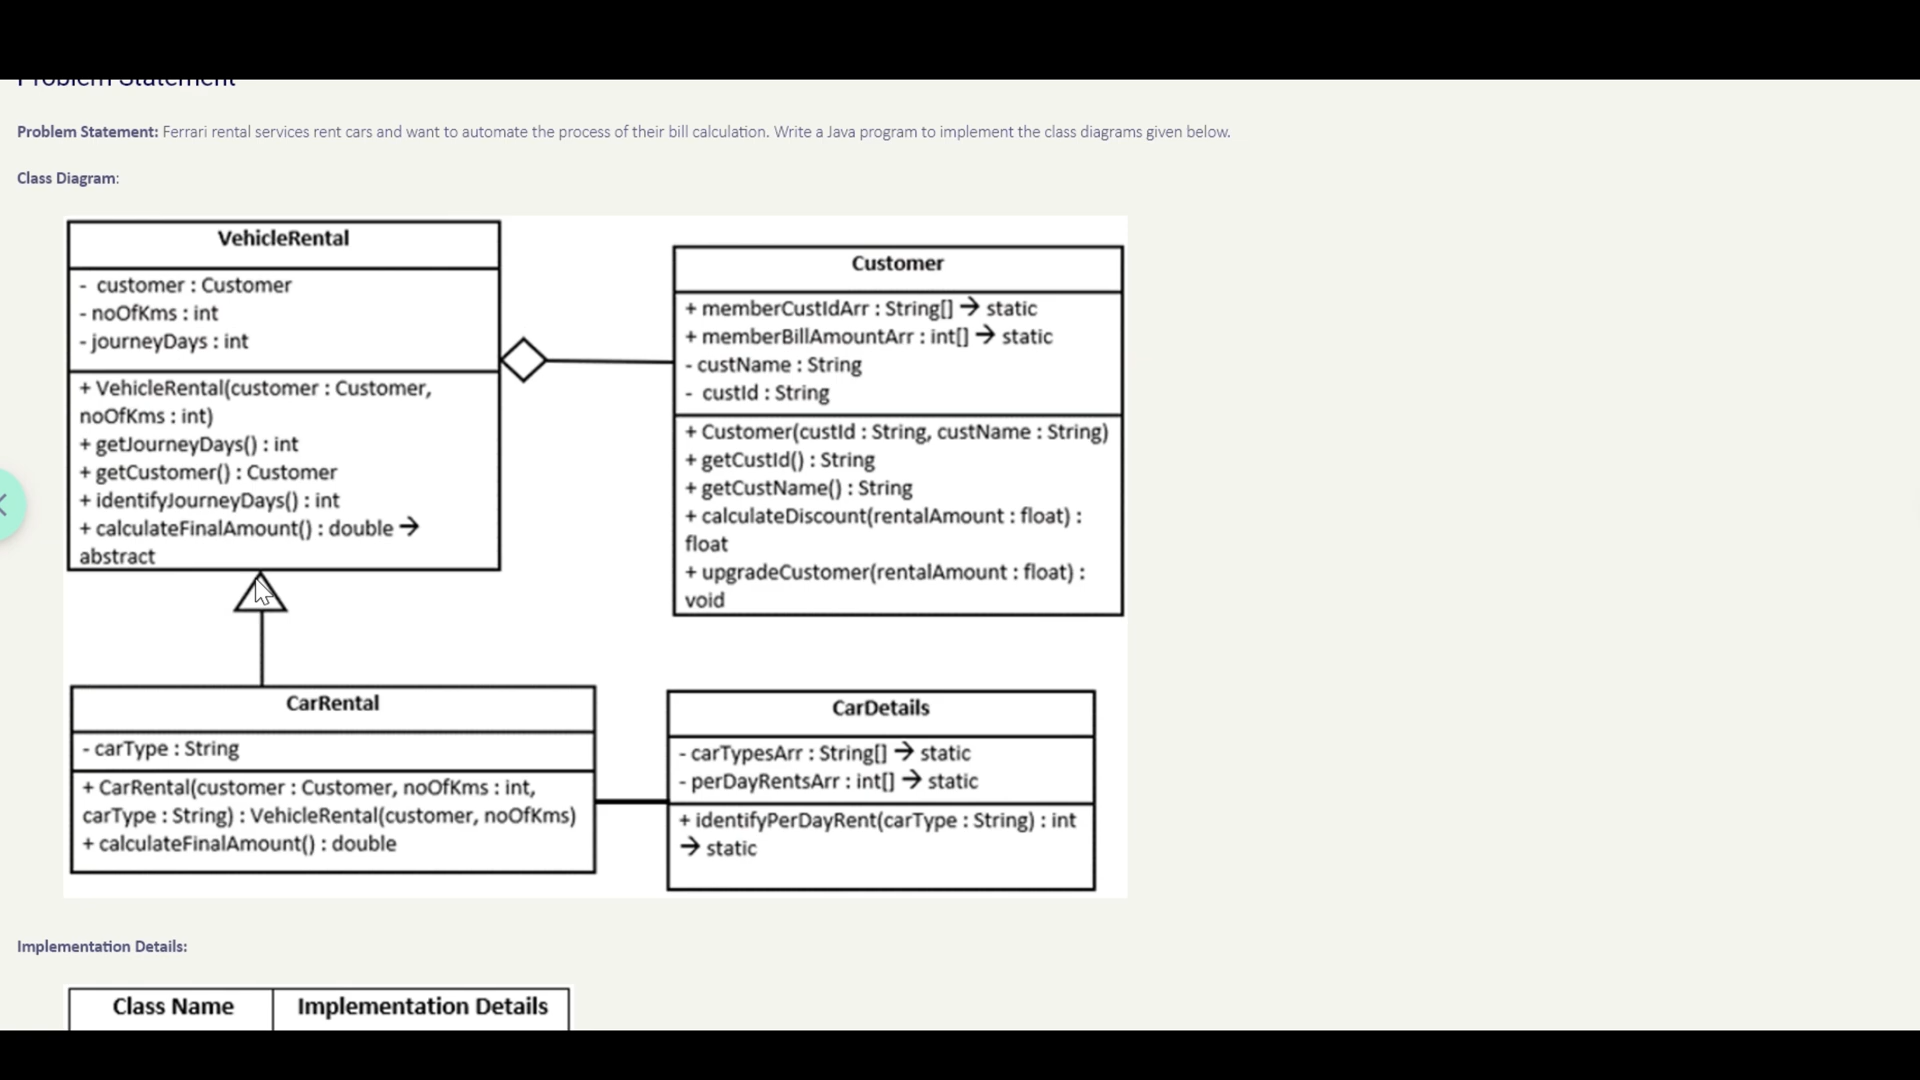 Problem Statement
Problem Statement: Ferrari rental services rent cars and want to automate the process of their bill calculation. Write a Java program to implement the class diagrams given below.
Class Diagram:
VehicleRental
- customer : Customer
- noOfKms : int
- journeyDays : int
+ VehicleRental(customer : Customer,
noOfKms : int)
+ getJourneyDays() : int
+ getCustomer() : Customer
+ identifyJourneyDays() : int
+ calculateFinalAmount() : double →
abstract
Customer
+ memberCustIdArr : String[] → static
+ memberBillAmountArr : int[] → static
- custName : String
- custId : String
+ Customer(custId : String, custName : String)
+ getCustId() : String
+ getCustName() : String
+ calculateDiscount(rentalAmount : float) :
float
+ upgradeCustomer(rentalAmount : float) :
void
CarRental
- carType : String
+ CarRental(customer : Customer, noOfKms : int,
carType : String) : VehicleRental(customer, noOfKms)
+ calculateFinalAmount() : double
CarDetails
- carTypesArr : String[] → static
- perDayRentsArr : int[] → static
+ identifyPerDayRent(carType : String) : int
→ static
Implementation Details:
Class Name
Implementation Details